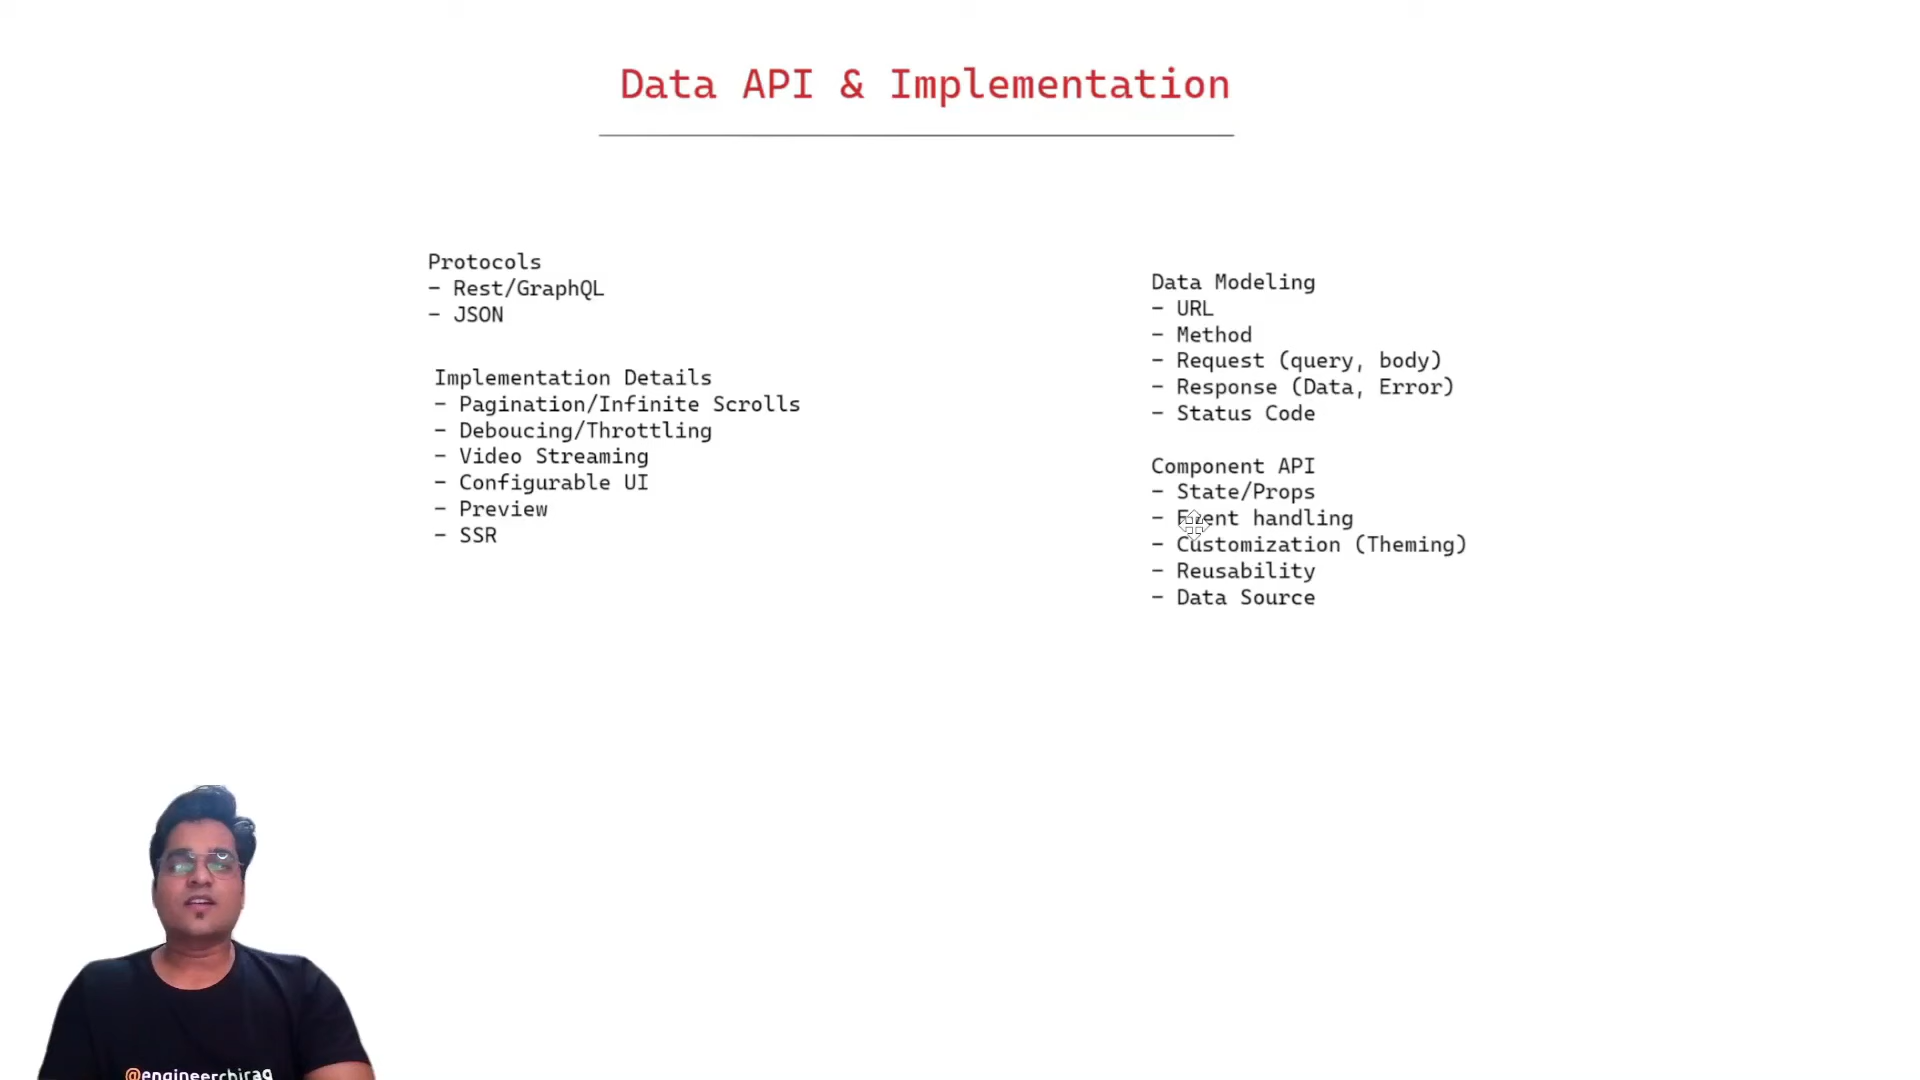 Data API & Implementation
Protocols
- Rest/GraphQL
- JSON
Implementation Details
- Pagination/Infinite Scrolls
- Deboucing/Throttling
- Video Streaming
- Configurable UI
- Preview
- SSR
Data Modeling
- URL
- Method
- Request (query, body)
- Response (Data, Error)
- Status Code
Component API
- State/Props
- Event handling
- Customization (Theming)
- Reusability
- Data Source
@engineerchirag